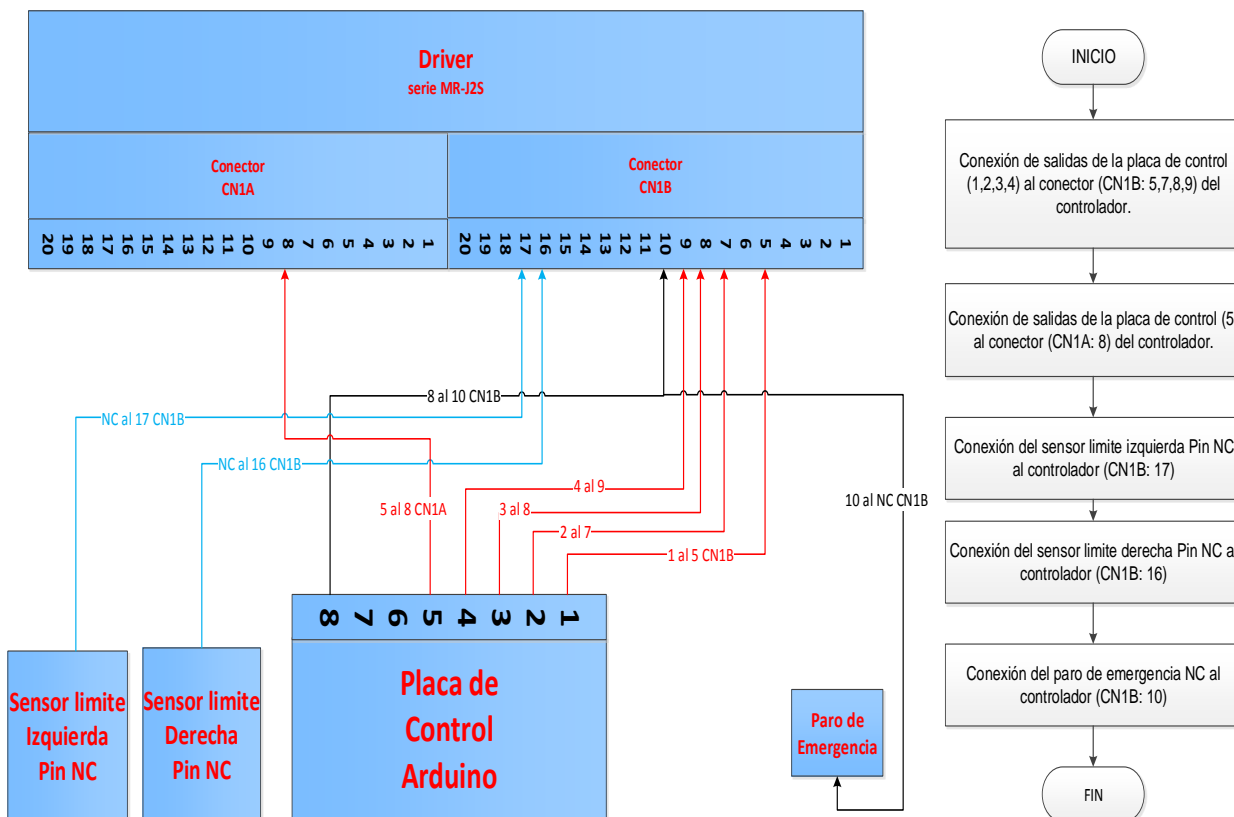 Driver
serie MR-J2S
Conector
CN1A
Conector
CN1B
20 19 18 17 16 15 14 13 12 11 10 9 8 7 6 5 4 3 2 1
20 19 18 17 16 15 14 13 12 11 10 9 8 7 6 5 4 3 2 1
8 al 10 CN1B
NC al 17 CN1B
NC al 16 CN1B
4 al 9
5 al 8 CN1A
3 al 8
10 al NC CN1B
2 al 7
1 al 5 CN1B
8 7 6 5 4 3 2 1
Sensor limite
Izquierda
Pin NC
Sensor limite
Derecha
Pin NC
Placa de
Control
Arduino
Paro de
Emergencia
INICIO
Conexión de salidas de la placa de control
(1,2,3,4) al conector (CN1B: 5,7,8,9) del
controlador.
Conexión de salidas de la placa de control (5
al conector (CN1A: 8) del controlador.
Conexión del sensor limite izquierda Pin NC
al controlador (CN1B: 17)
Conexión del sensor limite derecha Pin NC a
controlador (CN1B: 16)
Conexión del paro de emergencia NC al
controlador (CN1B: 10)
FIN